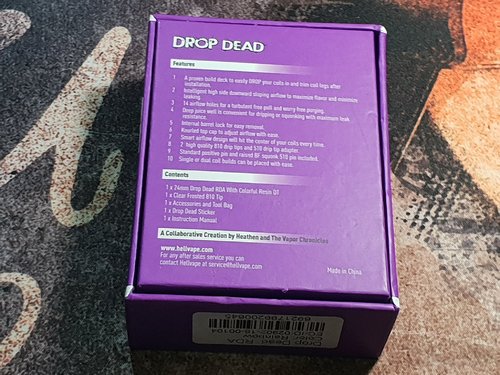 DROP DEAD
Features
1 A proven build deck to easily DROP your coils in and trim coil legs after
installation.
2 Intelligent high side downward sloping airflow to maximize flavor and minimize
leaking.
3 34 airflow holes for a turbulent free pull and worry free purging.
4 Deep juice well is convenient for dripping or squonking with maximum leak
resistance.
5 Internal barrel lock for easy removal.
6 Knurled top cap to adjust airflow with ease.
7 Smart airflow design will hit the center of your coils every time.
8 2 high quality 810 drip tips and 510 drip tip adapter.
9 Standard positive pin and raised BF squonk 510 pin included.
10 Single or dual coil builds can be placed with ease.
Contents
1 x 24mm Drop Dead RDA With Colorful Resin DT
1 x Clear Frosted 810 Tip
1 x Accessories and Tool Bag
1 x Drop Dead Sticker
1 x Instruction Manual
A Collaborative Creation by Heathen and The Vapor Chronicles
www.hellvape.com
For any after sales service you can
contact Hellvape at service@hellvape.com
Made in China
Drop Dead RDA
Color: Rainbow
6921798200645